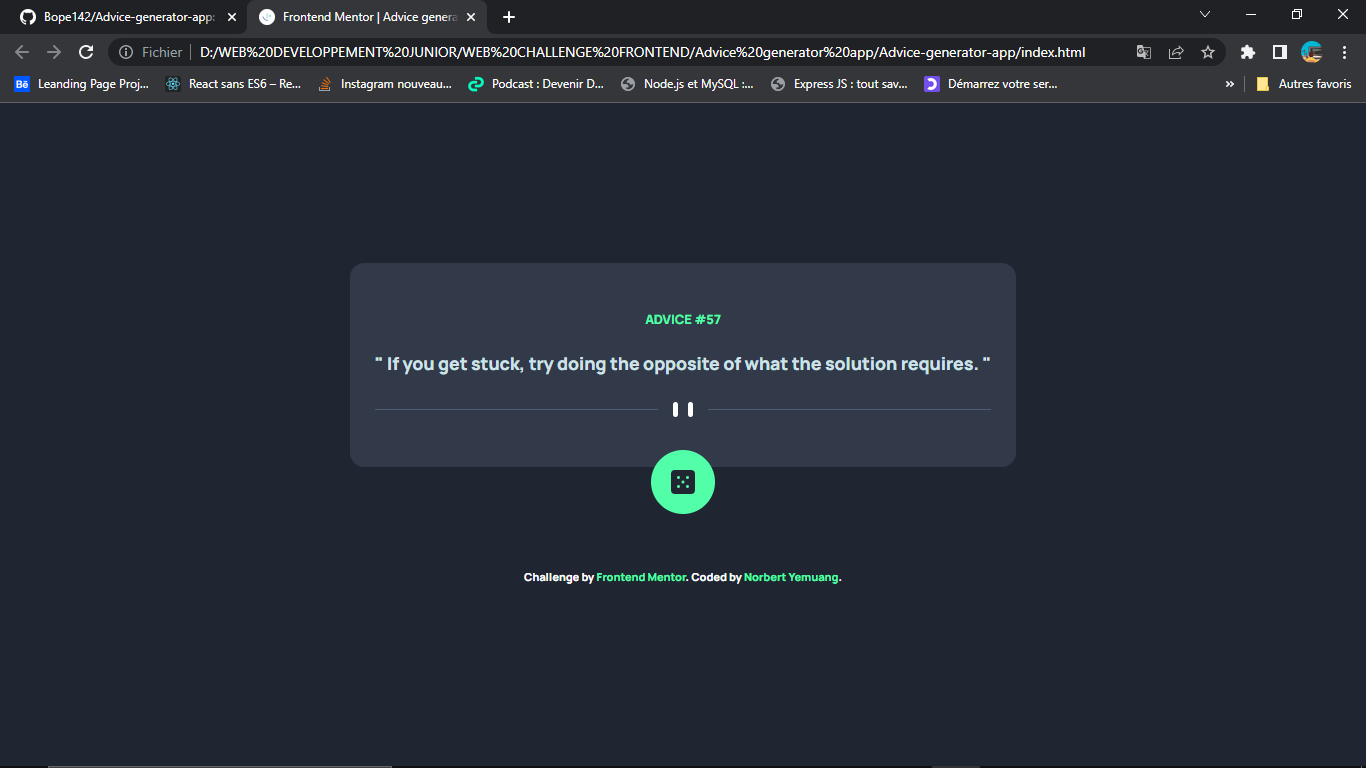 Bope142/Advice-generator-app:
Frontend Mentor | Advice genera
Fichier D:/WEB%20DEVELOPPEMENT%20JUNIOR/WEB%20CHALLENGE%20FRONTEND/Advice%20generator%20app/Advice-generator-app/index.html
Bē Leanding Page Proj... React sans ES6 – Re... Instagram nouveau... Podcast : Devenir D... Node.js et MySQL :... Express JS : tout sav... Démarrez votre ser... » Autres favoris
ADVICE #57
" If you get stuck, try doing the opposite of what the solution requires. "
Challenge by Frontend Mentor. Coded by Norbert Yemuang.